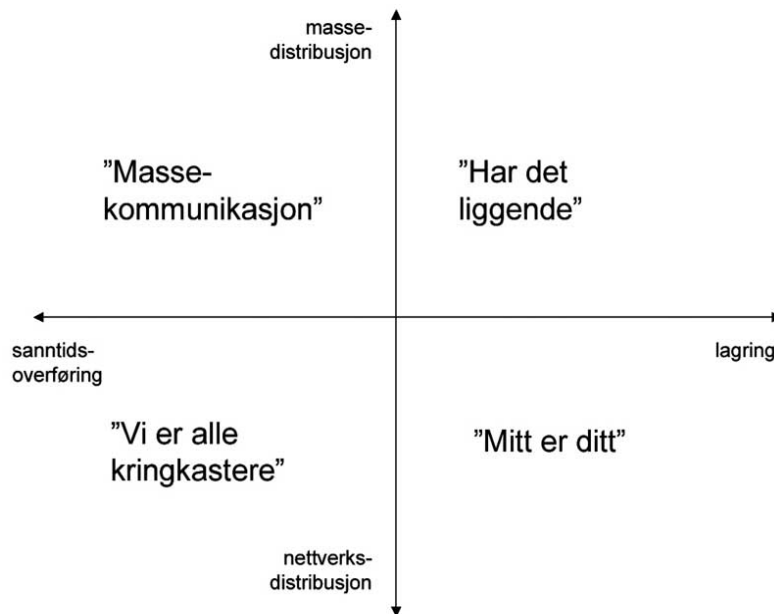 masse-
distribusjon
”Masse-
kommunikasjon”
”Har det
liggende”
sanntids-
overføring
lagring
”Vi er alle
kringkastere”
”Mitt er ditt”
nettverks-
distribusjon